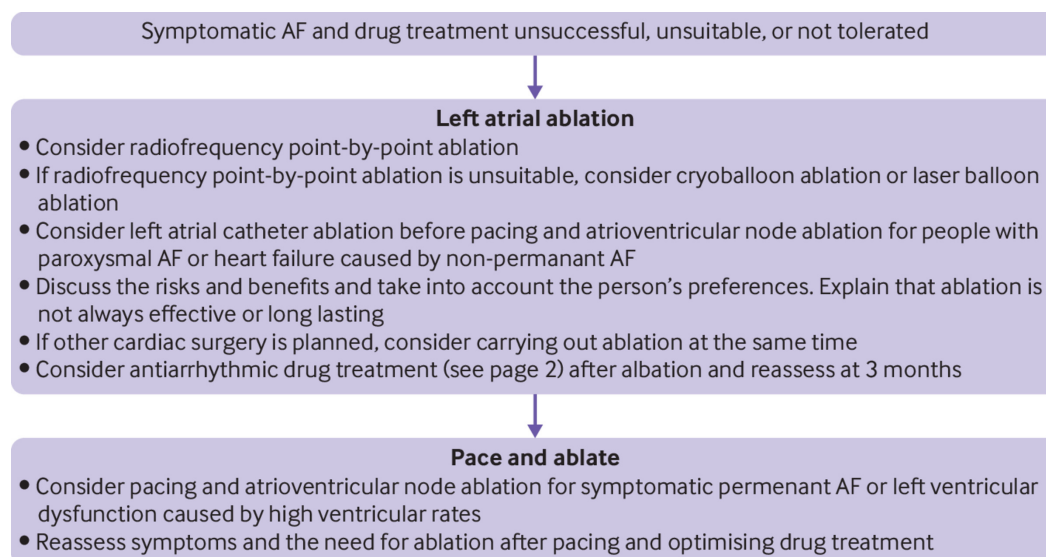 Symptomatic AF and drug treatment unsuccessful, unsuitable, or not tolerated
Left atrial ablation
• Consider radiofrequency point-by-point ablation
• If radiofrequency point-by-point ablation is unsuitable, consider cryoballoon ablation or laser balloon
ablation
• Consider left atrial catheter ablation before pacing and atrioventricular node ablation for people with
paroxysmal AF or heart failure caused by non-permanant AF
• Discuss the risks and benefits and take into account the person’s preferences. Explain that ablation is
not always effective or long lasting
• If other cardiac surgery is planned, consider carrying out ablation at the same time
• Consider antiarrhythmic drug treatment (see page 2) after albation and reassess at 3 months
Pace and ablate
• Consider pacing and atrioventricular node ablation for symptomatic permenant AF or left ventricular
dysfunction caused by high ventricular rates
• Reassess symptoms and the need for ablation after pacing and optimising drug treatment